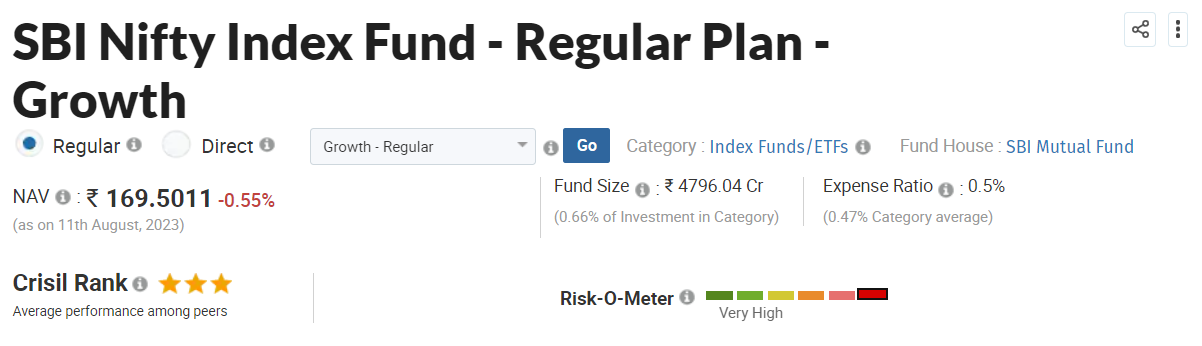 SBI Nifty Index Fund - Regular Plan -
Growth
Regular Direct Growth - Regular Go Category : Index Funds/ETFs Fund House : SBI Mutual Fund
NAV : ₹ 169.5011 -0.55% Fund Size : ₹ 4796.04 Cr Expense Ratio : 0.5%
(as on 11th August, 2023) (0.66% of Investment in Category) (0.47% Category average)
Crisil Rank Risk-O-Meter
Average performance among peers Very High